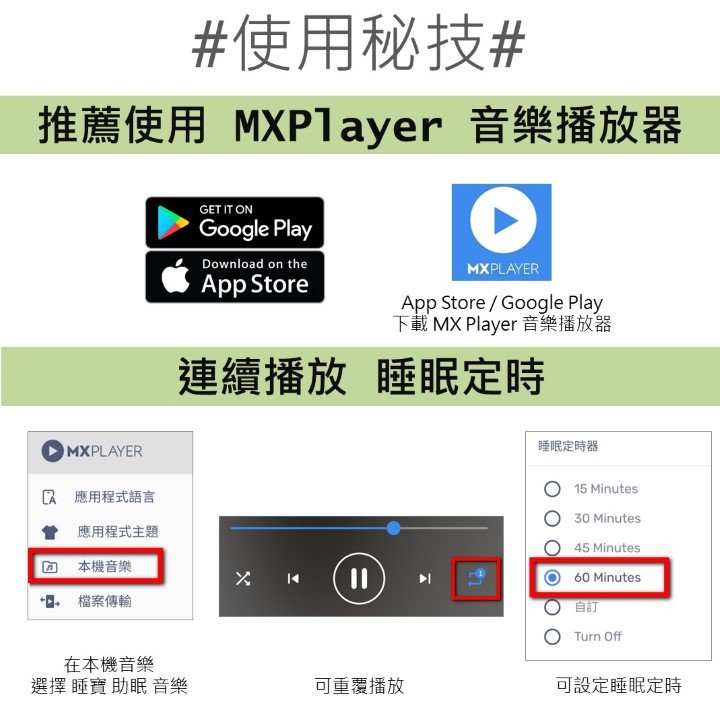 #使用秘技#
推薦使用 MXPlayer 音樂播放器
GET IT ON
Google Play
Download on the
App Store
MXPLAYER
App Store / Google Play
下載 MX Player 音樂播放器
連續播放 睡眠定時
MXPLAYER
應用程式語言
應用程式主題
本機音樂
檔案傳輸
在本機音樂
選擇 睡寶 助眠 音樂
1
可重覆播放
睡眠定時器
15 Minutes
30 Minutes
45 Minutes
60 Minutes
自訂
Turn Off
可設定睡眠定時